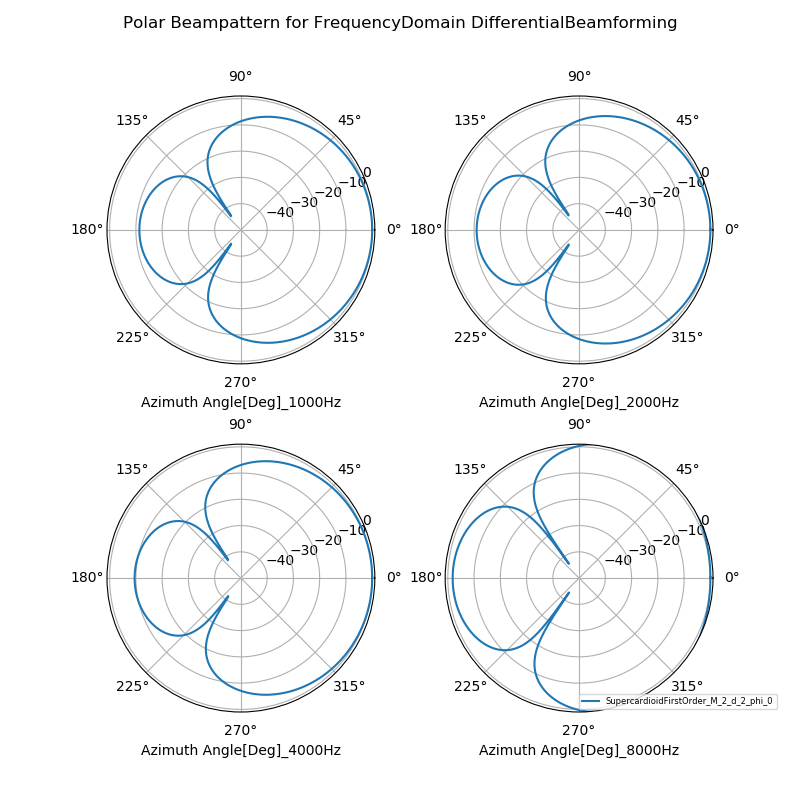 Polar Beampattern for FrequencyDomain DifferentialBeamforming
90° 90°
135° 45° 135° 45°
0 0
−10 −10
−20 −20
−30 −30
−40 −40
180° 0° 180° 0°
225° 315° 225° 315°
270° 270°
Azimuth Angle[Deg]_1000Hz Azimuth Angle[Deg]_2000Hz
90° 90°
135° 45° 135° 45°
0 0
−10 −10
−20 −20
−30 −30
−40 −40
180° 0° 180° 0°
225° 315° 225° 315°
SupercardioidFirstOrder_M_2_d_2_phi_0
270° 270°
Azimuth Angle[Deg]_4000Hz Azimuth Angle[Deg]_8000Hz